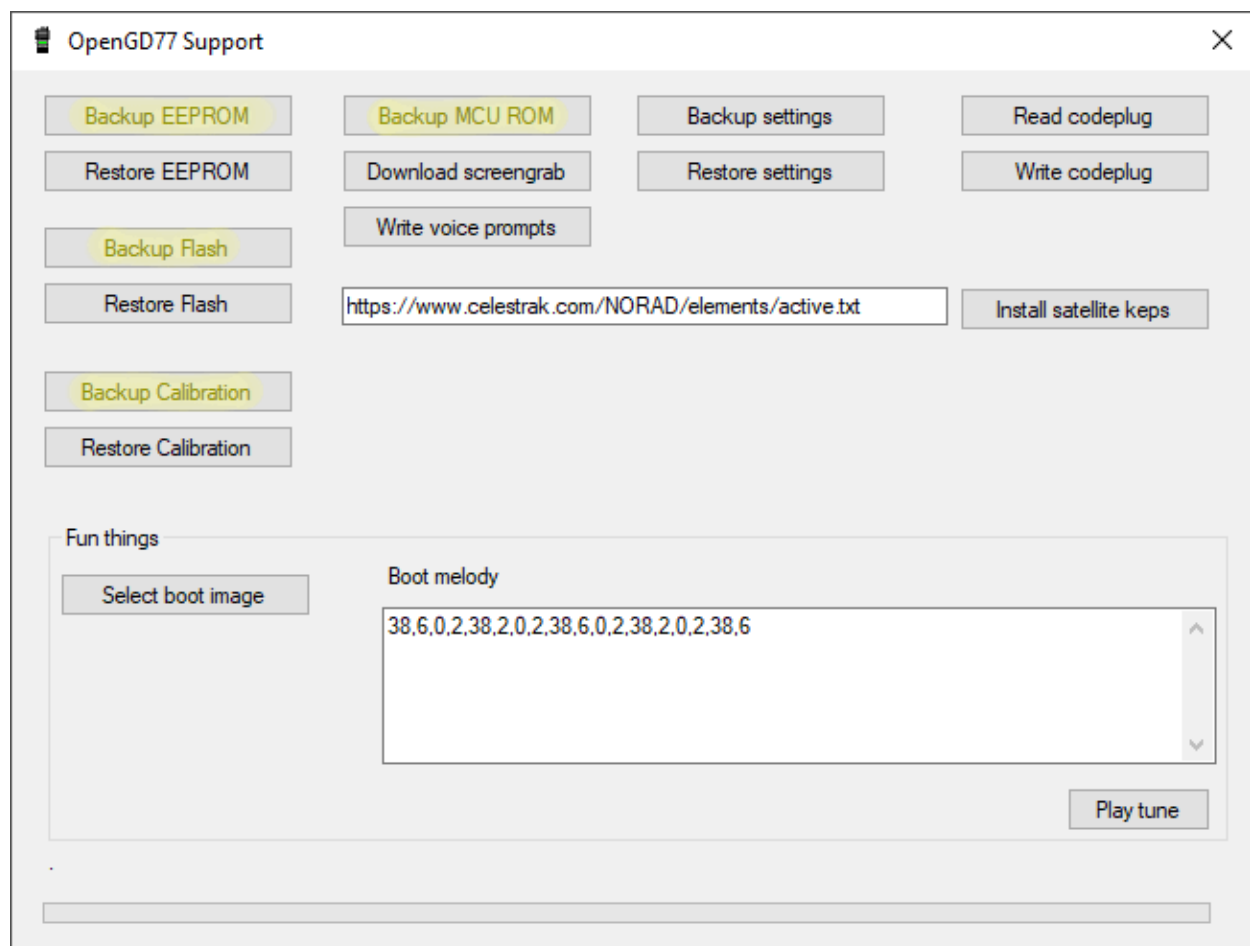 OpenGD77 Support
Backup EEPROM
Backup MCU ROM
Backup settings
Read codeplug
Restore EEPROM
Download screengrab
Restore settings
Write codeplug
Write voice prompts
Backup Flash
Restore Flash
https://www.celestrak.com/NORAD/elements/active.txt
Install satellite keps
Backup Calibration
Restore Calibration
Fun things
Select boot image
Boot melody
38,6,0,2,38,2,0,2,38,6,0,2,38,2,0,2,38,6
Play tune
.